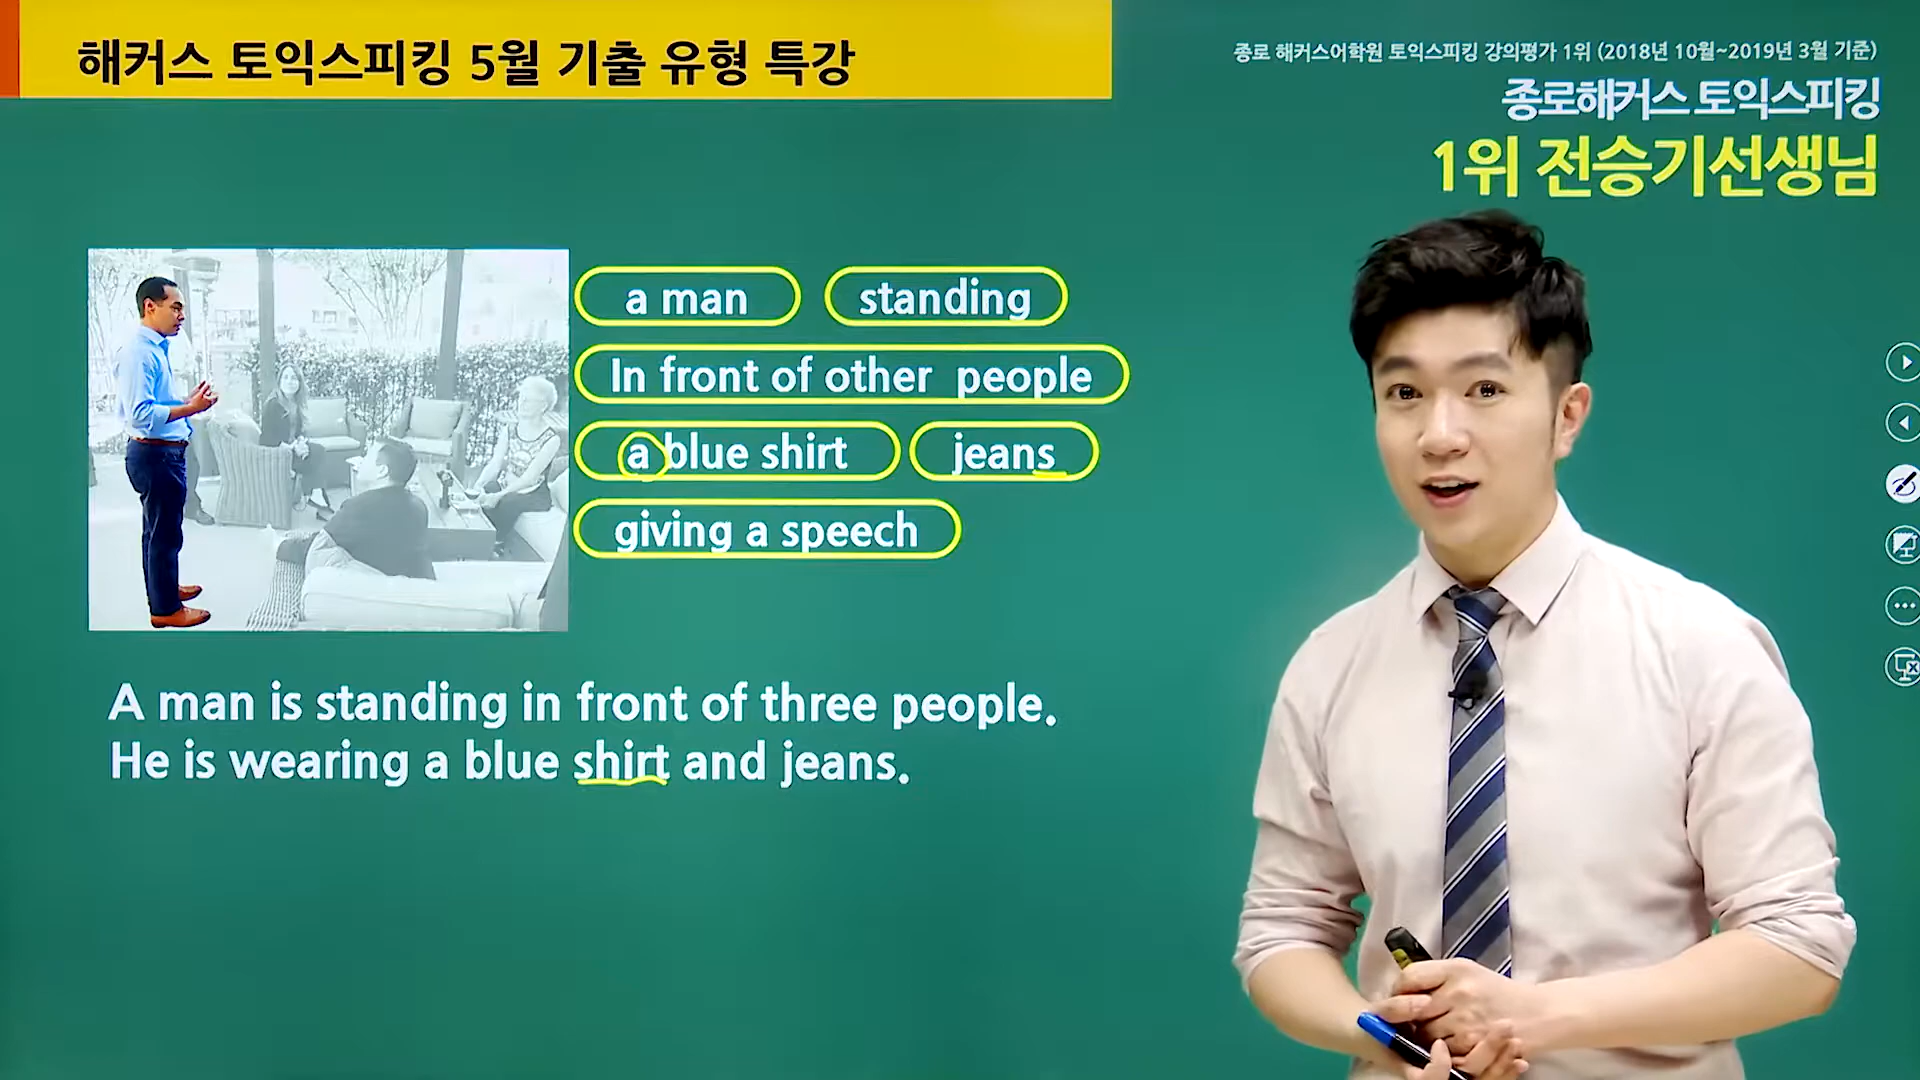 해커스 토익스피킹 5월 기출 유형 특강
종로 해커스어학원 토익스피킹 강의평가 1위 (2018년 10월~2019년 3월 기준)
종로해커스 토익스피킹
1위 전승기선생님
a man
standing
In front of other people
a blue shirt
jeans
giving a speech
A man is standing in front of three people.
He is wearing a blue shirt and jeans.